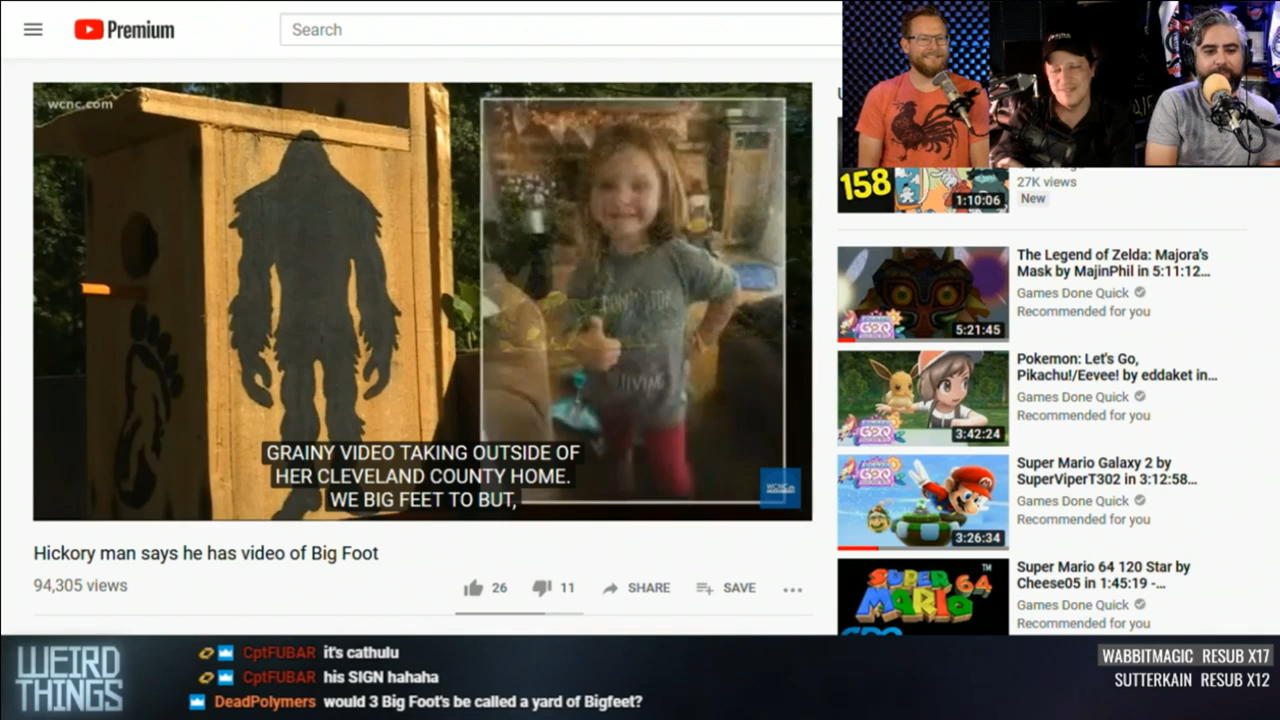 Premium
Search
wcnc.com
GRAINY VIDEO TAKING OUTSIDE OF
HER CLEVELAND COUNTY HOME.
WE BIG FEET TO BUT,
WCNC
Hickory man says he has video of Big Foot
94,305 views
26
11
SHARE
SAVE
158
1:10:06
27K views
New
The Legend of Zelda: Majora's
Mask by MajinPhil in 5:11:12...
Games Done Quick
Recommended for you
5:21:45
Pokemon: Let's Go,
Pikachu!/Eevee! by eddaket in...
Games Done Quick
Recommended for you
3:42:24
Super Mario Galaxy 2 by
SuperViperT302 in 3:12:58...
Games Done Quick
Recommended for you
3:26:34
Super Mario 64 120 Star by
Cheese05 in 1:45:19 -...
Games Done Quick
Recommended for you
SUPER
MARIO 64
TM
WEIRD
THINGS
CptFUBAR it's cathulu
CptFUBAR his SIGN hahaha
DeadPolymers would 3 Big Foot's be called a yard of Bigfeet?
WABBITMAGIC RESUB X17
SUTTERKAIN RESUB X12